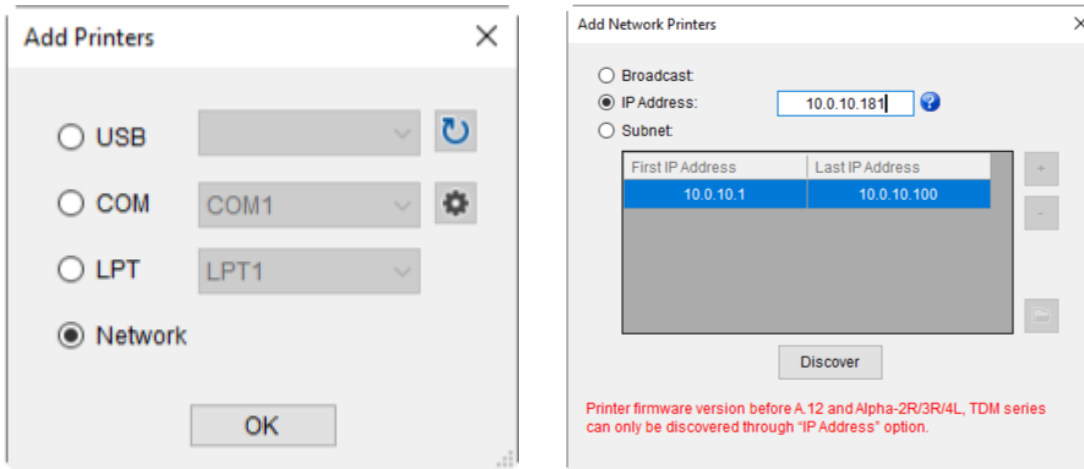 Add Printers
USB
COM COM1
LPT LPT1
Network
OK
Add Network Printers
Broadcast:
IP Address: 10.0.10.181
Subnet:
First IP Address Last IP Address
10.0.10.1 10.0.10.100
+
-
Discover
Printer firmware version before A.12 and Alpha-2R/3R/4L, TDM series
can only be discovered through "IP Address" option.